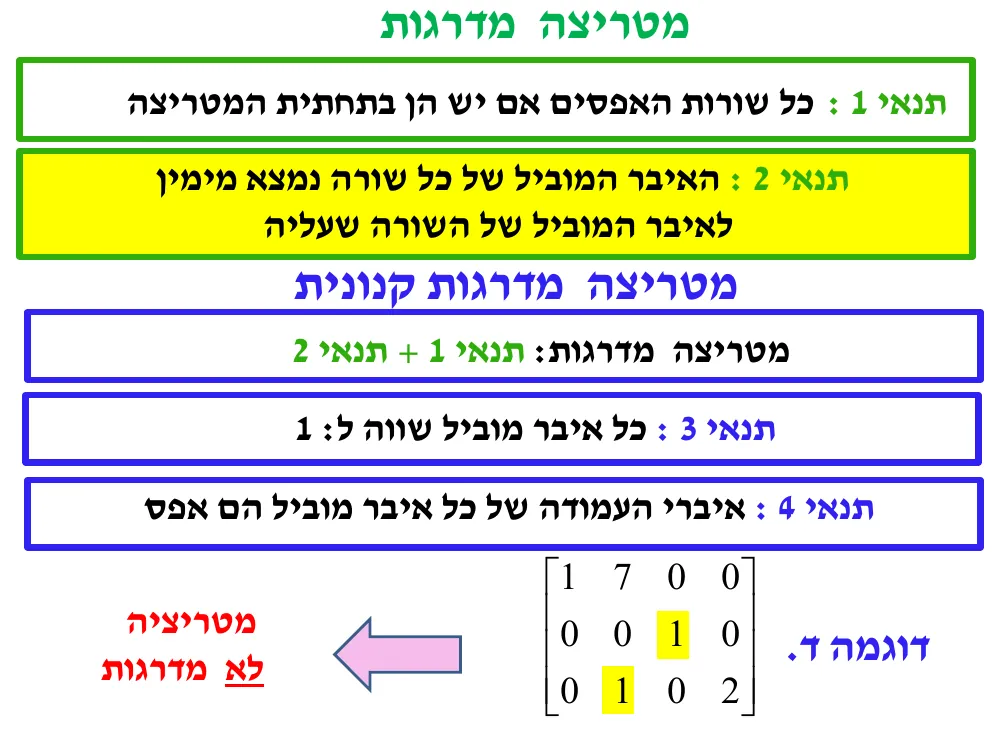 מטריצה מדרגות
תנאי 1 : כל שורות האפסים אם יש הן בתחתית המטריצה
תנאי 2 : האיבר המוביל של כל שורה נמצא מימין
לאיבר המוביל של השורה שעליה
מטריצה מדרגות קנונית
מטריצה מדרגות: תנאי 1 + תנאי 2
תנאי 3 : כל איבר מוביל שווה ל: 1
תנאי 4 : איברי העמודה של כל איבר מוביל הם אפס
דוגמה ד.
1 7 0 0
0 0 1 0
0 1 0 2
מטריציה
לא מדרגות